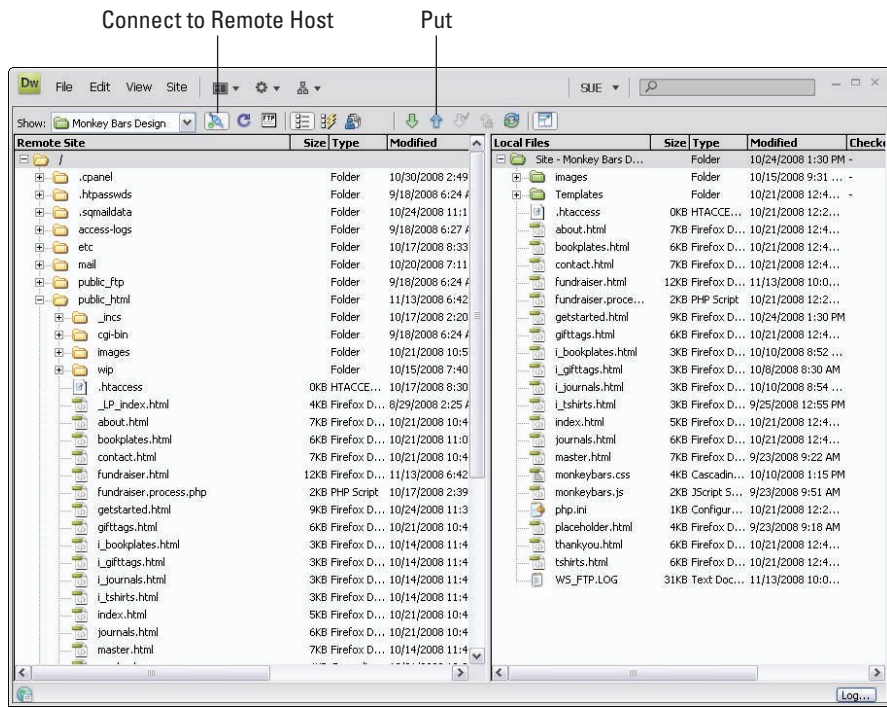 Connect to Remote Host Put
Dw File Edit View Site SUE
Show: Monkey Bars Design FTP
Remote Site Size Type Modified
/
.cpanel Folder 10/30/2008 2:49
.htpasswds Folder 9/18/2008 6:24
.sqmaildata Folder 10/24/2008 11:1
access-logs Folder 9/18/2008 6:27
etc Folder 10/17/2008 8:33
mail Folder 10/20/2008 7:11
public_ftp Folder 9/18/2008 6:24
public_html Folder 11/13/2008 6:42
_incs Folder 10/17/2008 2:20
cgi-bin Folder 9/18/2008 6:24
images Folder 10/21/2008 10:5
wip Folder 10/15/2008 7:40
.htaccess 0KB HTACCE... 10/17/2008 8:30
_LP_index.html 4KB Firefox D... 8/29/2008 2:25
about.html 7KB Firefox D... 10/21/2008 10:4
bookplates.html 6KB Firefox D... 10/21/2008 11:0
contact.html 7KB Firefox D... 10/21/2008 10:4
fundraiser.html 12KB Firefox D... 11/13/2008 6:42
fundraiser.process.php 2KB PHP Script 10/17/2008 2:39
getstarted.html 9KB Firefox D... 10/24/2008 11:3
gifttags.html 6KB Firefox D... 10/21/2008 10:4
i_bookplates.html 3KB Firefox D... 10/14/2008 11:4
i_gifttags.html 3KB Firefox D... 10/14/2008 11:4
i_journals.html 3KB Firefox D... 10/14/2008 11:4
i_tshirts.html 3KB Firefox D... 10/14/2008 11:4
index.html 5KB Firefox D... 10/21/2008 10:4
journals.html 6KB Firefox D... 10/21/2008 10:4
master.html 7KB Firefox D... 10/14/2008 11:4
Local Files Size Type Modified Checke
Site - Monkey Bars D... Folder 10/24/2008 1:30 PM -
images Folder 10/15/2008 9:31 ... -
Templates Folder 10/21/2008 12:4... -
.htaccess 0KB HTACCE... 10/21/2008 12:2...
about.html 7KB Firefox D... 10/21/2008 12:4...
bookplates.html 6KB Firefox D... 10/21/2008 12:4...
contact.html 7KB Firefox D... 10/21/2008 12:4...
fundraiser.html 12KB Firefox D... 11/13/2008 10:0...
fundraiser.proce... 2KB PHP Script 10/21/2008 12:2...
getstarted.html 9KB Firefox D... 10/24/2008 1:30 PM
gifttags.html 6KB Firefox D... 10/21/2008 12:4...
i_bookplates.html 3KB Firefox D... 10/10/2008 8:52 ...
i_gifttags.html 3KB Firefox D... 10/8/2008 8:30 AM
i_journals.html 3KB Firefox D... 10/10/2008 8:54 ...
i_tshirts.html 3KB Firefox D... 9/25/2008 12:55 PM
index.html 5KB Firefox D... 10/21/2008 12:4...
journals.html 6KB Firefox D... 10/21/2008 12:4...
master.html 7KB Firefox D... 9/23/2008 9:22 AM
monkeybars.css 4KB Cascadin... 10/10/2008 1:15 PM
monkeybars.js 2KB JScript S... 9/23/2008 9:51 AM
php.ini 1KB Configur... 10/21/2008 12:2...
placeholder.html 4KB Firefox D... 9/23/2008 9:18 AM
thankyou.html 6KB Firefox D... 10/21/2008 12:4...
tshirts.html 6KB Firefox D... 10/21/2008 12:4...
WS_FTP.LOG 31KB Text Doc... 11/13/2008 10:0...
Log...